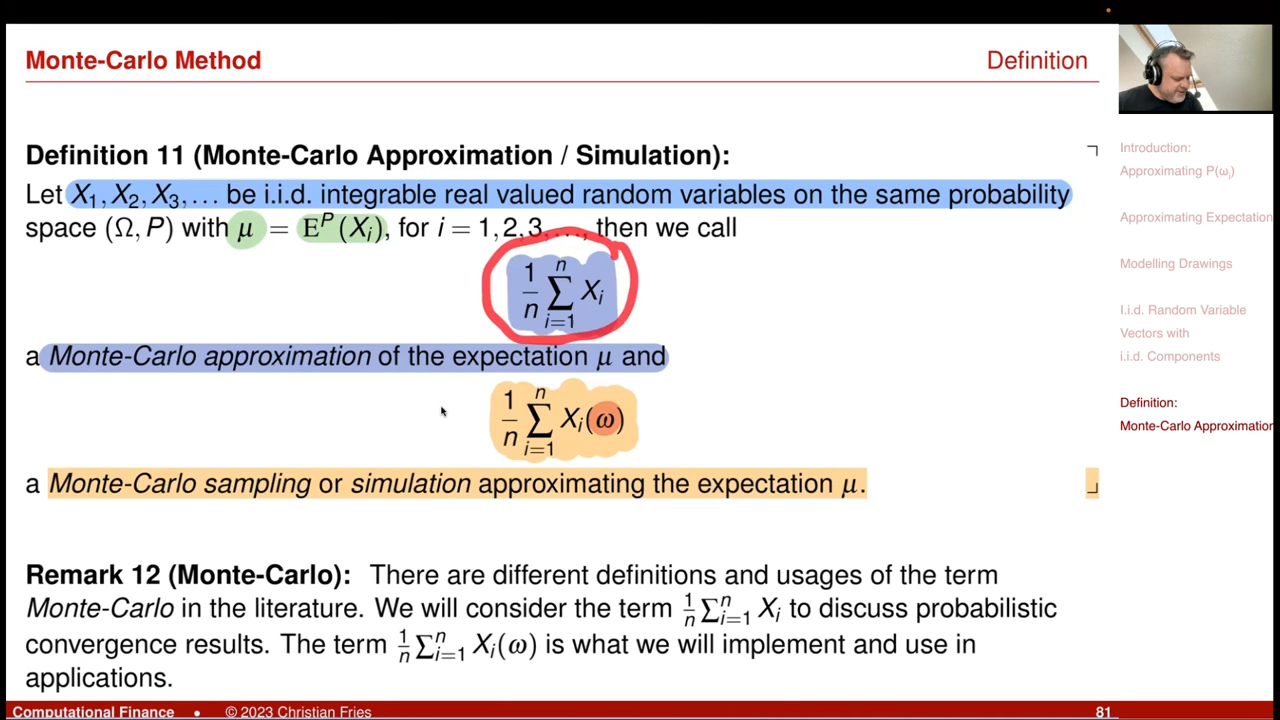 Monte-Carlo Method
Definition
Definition 11 (Monte-Carlo Approximation / Simulation):
Let X₁, X₂, X₃, … be i.i.d. integrable real valued random variables on the same probability
space (Ω, P) with μ = Eᴾ(Xᵢ), for i = 1, 2, 3, …, then we call
1/n ∑ⁿᵢ₌₁ Xᵢ
a Monte-Carlo approximation of the expectation μ and
1/n ∑ⁿᵢ₌₁ Xᵢ(ω)
a Monte-Carlo sampling or simulation approximating the expectation μ.
Remark 12 (Monte-Carlo): There are different definitions and usages of the term
Monte-Carlo in the literature. We will consider the term 1/n ∑ⁿᵢ₌₁ Xᵢ to discuss probabilistic
convergence results. The term 1/n ∑ⁿᵢ₌₁ Xᵢ(ω) is what we will implement and use in
applications.
Introduction:
Approximating P(ωᵢ)
Approximating Expectation
Modelling Drawings
I.i.d. Random Variable
Vectors with
i.i.d. Components
Definition:
Monte-Carlo Approximation
Computational Finance • © 2023 Christian Fries
81